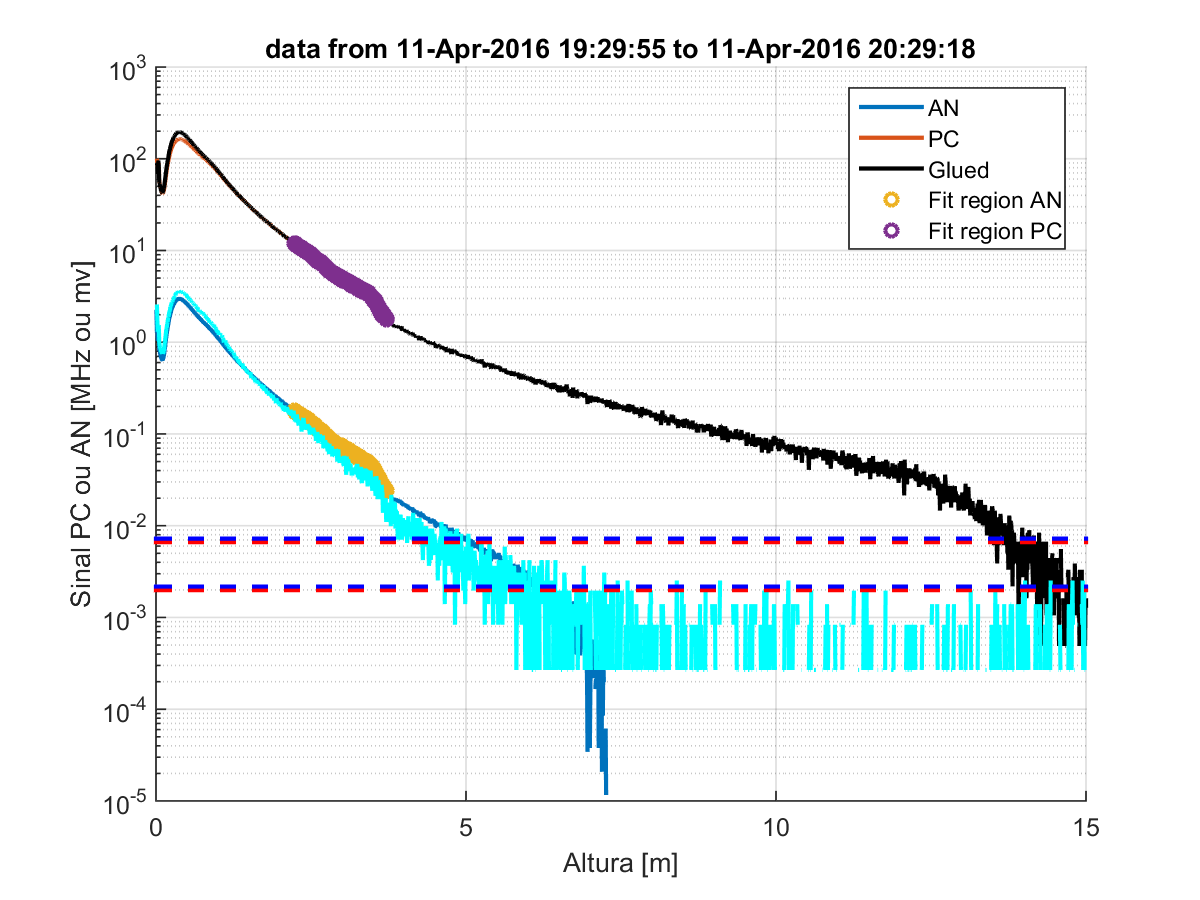 data from 11-Apr-2016 19:29:55 to 11-Apr-2016 20:29:18
AN
PC
Glued
Fit region AN
Fit region PC
Sinal PC ou AN [MHz ou mv]
10^3
10^2
10^1
10^0
10^-1
10^-2
10^-3
10^-4
10^-5
0 5 10 15
Altura [m]